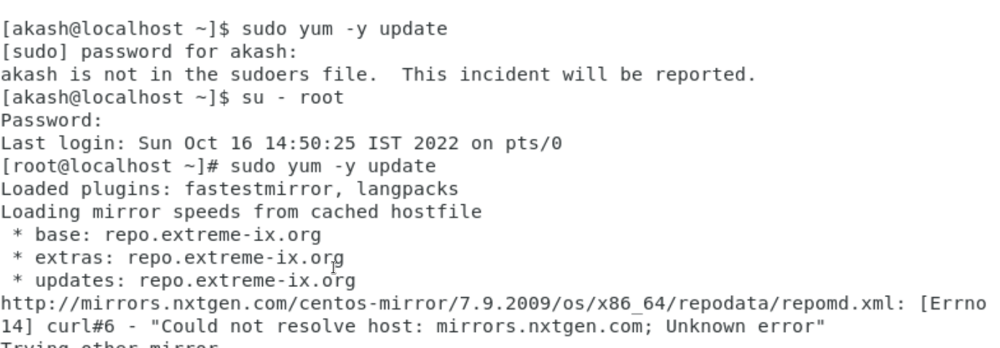 [akash@localhost ~]$ sudo yum -y update
[sudo] password for akash:
akash is not in the sudoers file.  This incident will be reported.
[akash@localhost ~]$ su - root
Password:
Last login: Sun Oct 16 14:50:25 IST 2022 on pts/0
[root@localhost ~]# sudo yum -y update
Loaded plugins: fastestmirror, langpacks
Loading mirror speeds from cached hostfile
 * base: repo.extreme-ix.org
 * extras: repo.extreme-ix.org
 * updates: repo.extreme-ix.org
http://mirrors.nxtgen.com/centos-mirror/7.9.2009/os/x86_64/repodata/repomd.xml: [Errno
14] curl#6 - "Could not resolve host: mirrors.nxtgen.com; Unknown error"
Trying other mirror